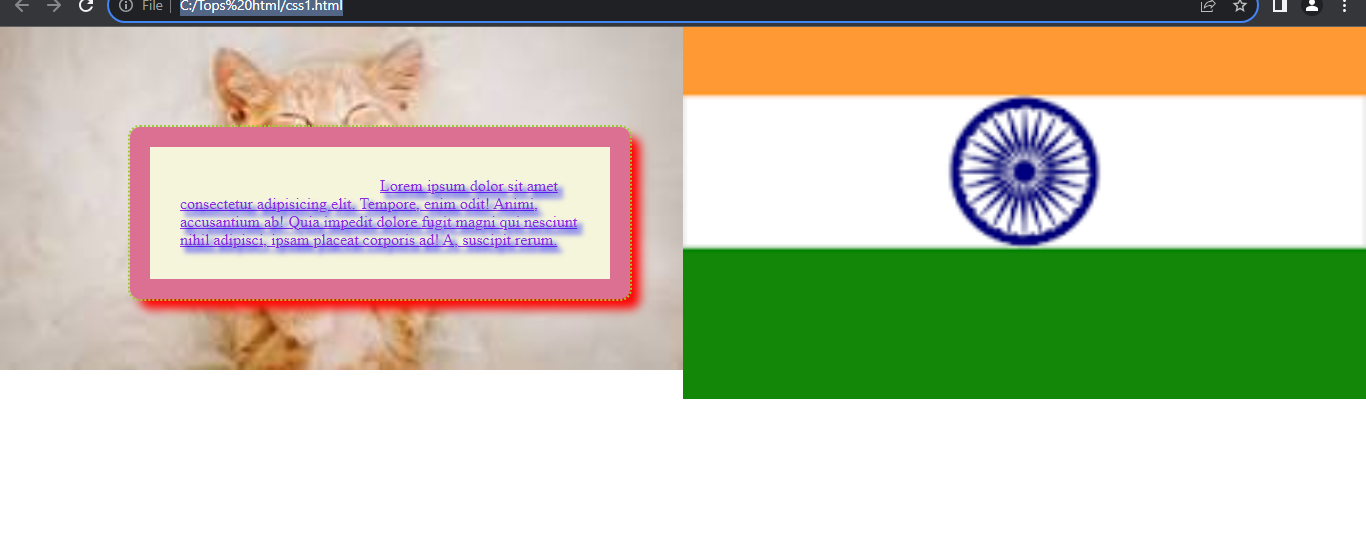 File
C:/Tops%20html/css1.html
Lorem ipsum dolor sit amet
consectetur adipisicing elit. Tempore, enim odit! Animi,
accusantium ab! Quia impedit dolore fugit magni qui nesciunt
nihil adipisci, ipsam placeat corporis ad! A, suscipit rerum.